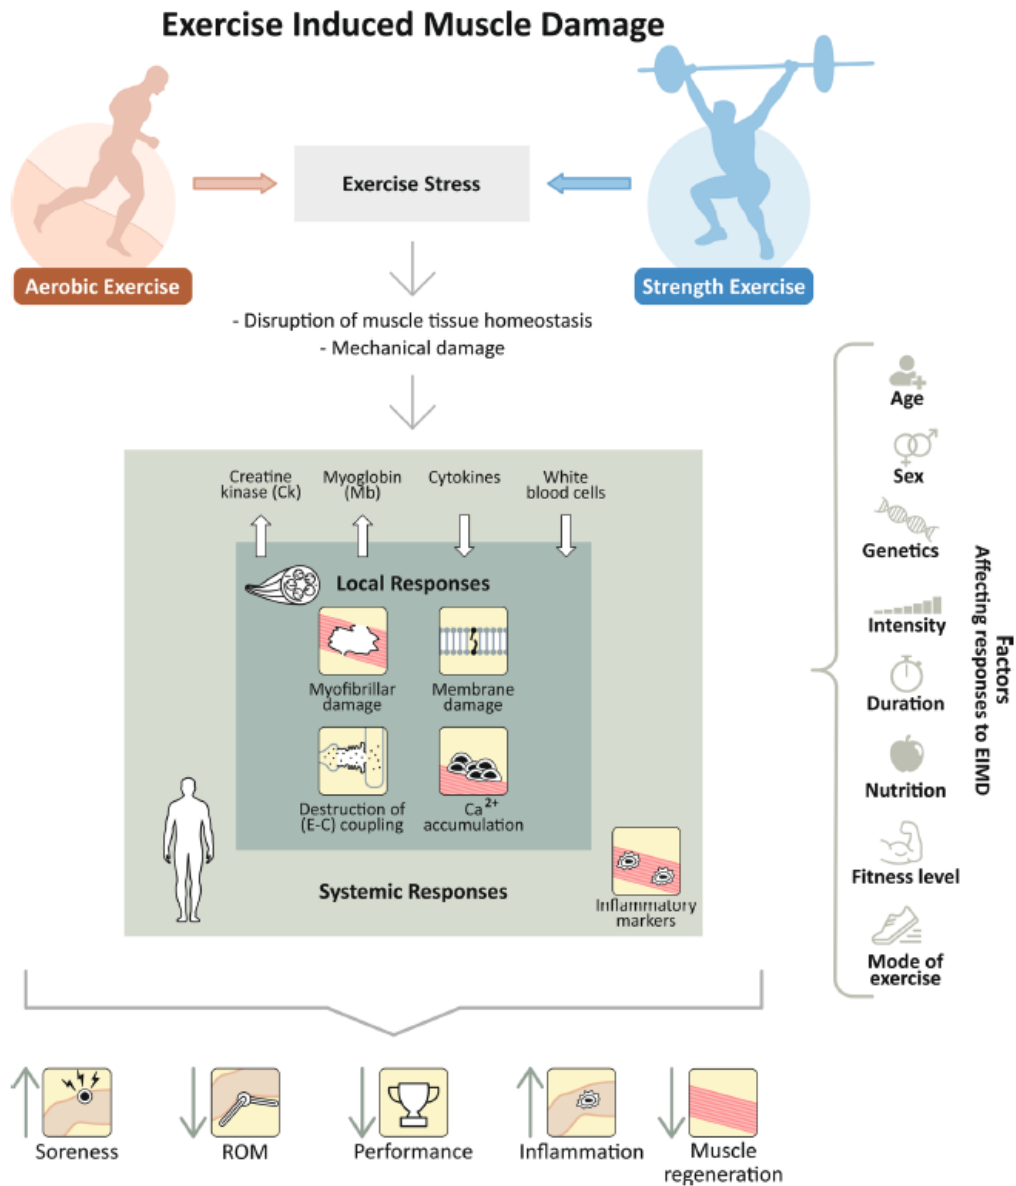 Exercise Induced Muscle Damage
Exercise Stress
Aerobic Exercise
Strength Exercise
- Disruption of muscle tissue homeostasis
- Mechanical damage
Creatine
kinase (Ck)
Myoglobin
(Mb)
Cytokines
White
blood cells
Local Responses
Myofibrillar
damage
Membrane
damage
Destruction of
(E-C) coupling
Ca²⁺
accumulation
Systemic Responses
Inflammatory
markers
Age
Sex
Genetics
Intensity
Duration
Nutrition
Fitness level
Mode of
exercise
Factors
Affecting responses to EIMD
Soreness
ROM
Performance
Inflammation
Muscle
regeneration